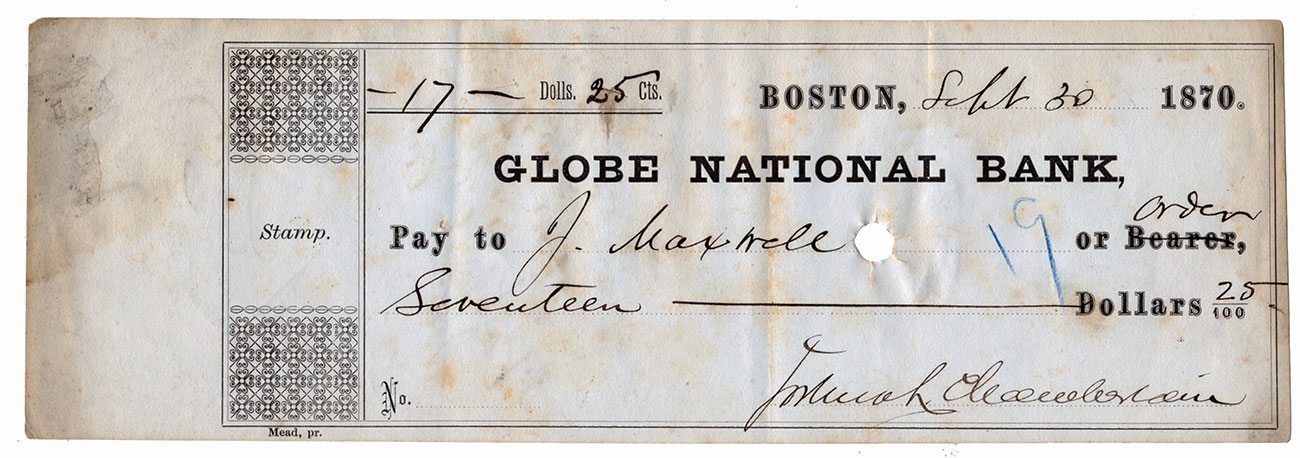 - 17 - Dolls. 25 Cts. BOSTON, Sept 30 1870.
GLOBE NATIONAL BANK,
order
Stamp. Pay to J. Maxwell 19 or Bearer,
Seventeen Dollars 25/100
Chamberlain
No.
Mead, pr.